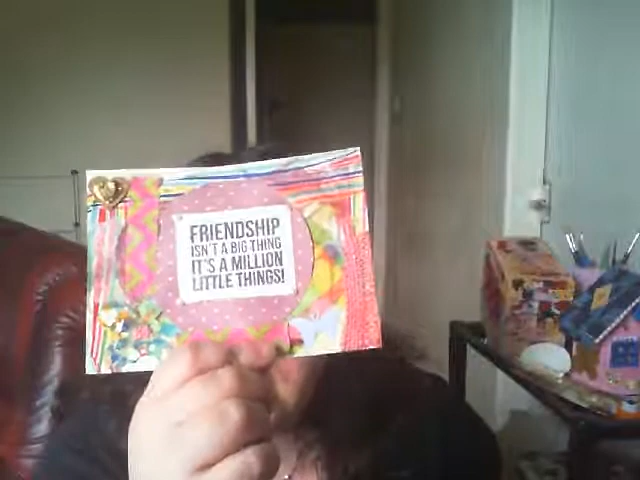 FRIENDSHIP
ISN'T A BIG THING
IT'S A MILLION
LITTLE THINGS!